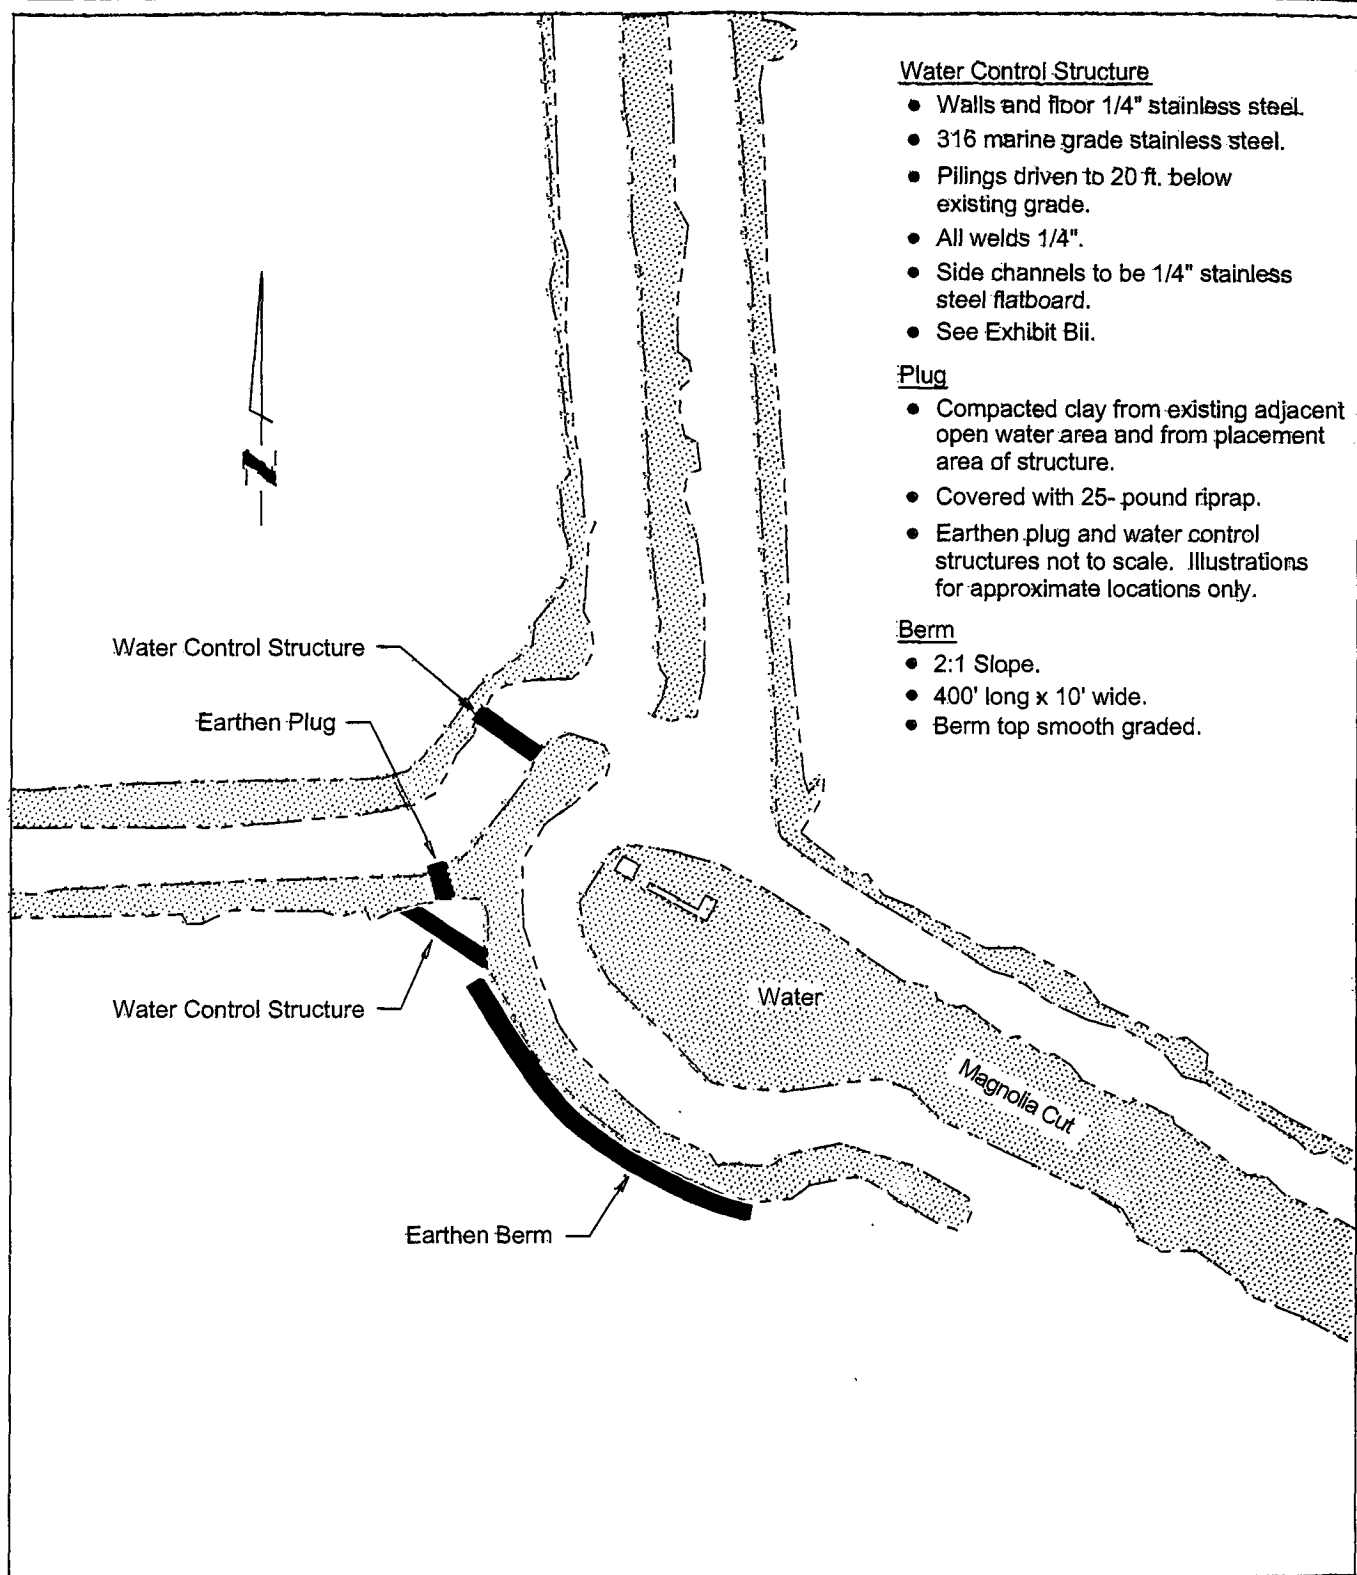 Water Control Structure
● Walls and floor 1/4" stainless steel.
● 316 marine grade stainless steel.
● Pilings driven to 20 ft. below
existing grade.
● All welds 1/4".
● Side channels to be 1/4" stainless
steel flatboard.
● See Exhibit Bii.
Plug
● Compacted clay from existing adjacent
open water area and from placement
area of structure.
● Covered with 25- pound riprap.
● Earthen plug and water control
structures not to scale. Illustrations
for approximate locations only.
Berm
● 2:1 Slope.
● 400' long x 10' wide.
● Berm top smooth graded.
N
Water Control Structure
Earthen Plug
Water Control Structure
Water
Magnolia Cut
Earthen Berm